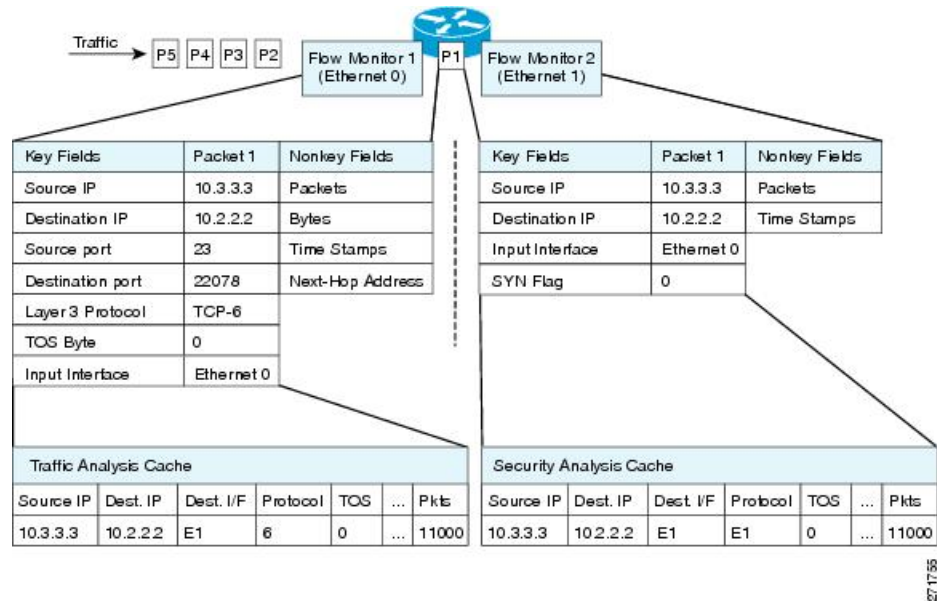 Traffic P5 P4 P3 P2
Flow Monitor 1
(Ethernet 0)
P1
Flow Monitor 2
(Ethernet 1)
Key Fields Packet 1 Nonkey Fields
Source IP 10.3.3.3 Packets
Destination IP 10.2.2.2 Bytes
Source port 23 Time Stamps
Destination port 22078 Next-Hop Address
Layer 3 Protocol TCP-6
TOS Byte 0
Input Interface Ethernet 0
Key Fields Packet 1 Nonkey Fields
Source IP 10.3.3.3 Packets
Destination IP 10.2.2.2 Time Stamps
Input Interface Ethernet 0
SYN Flag 0
Traffic Analysis Cache
Source IP Dest. IP Dest. I/F Protocol TOS ... Pkts
10.3.3.3 10.2.2.2 E1 6 0 ... 11000
Security Analysis Cache
Source IP Dest. IP Dest. I/F Protocol TOS ... Pkts
10.3.3.3 10.2.2.2 E1 E1 0 ... 11000
271755